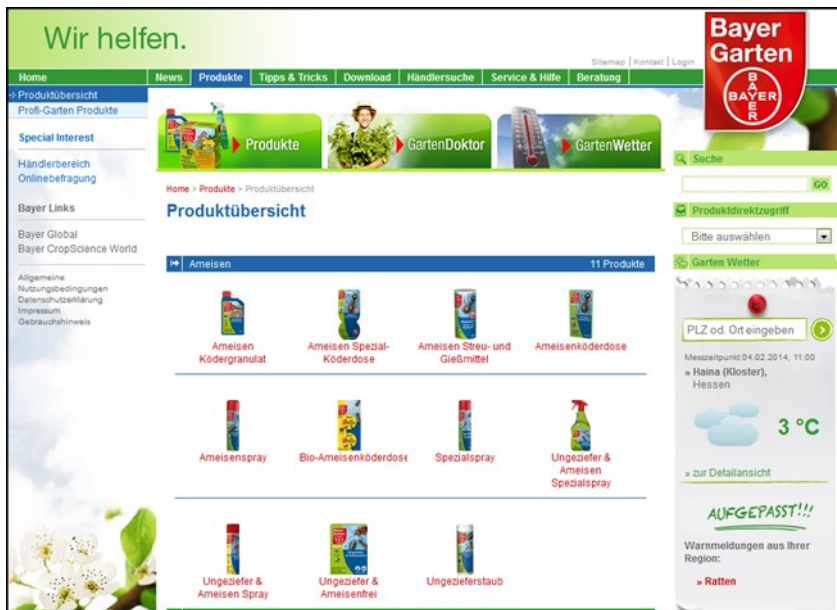 Wir helfen.
Sitemap | Kontakt | Login
Bayer
Garten
BAYER
BAYER
Home
News
Produkte
Tipps & Tricks
Download
Händlersuche
Service & Hilfe
Beratung
Produktübersicht
Profi-Garten Produkte
Special Interest
Händlerbereich
Onlinebefragung
Bayer Links
Bayer Global
Bayer CropScience World
Allgemeine
Nutzungsbedingungen
Datenschutzerklärung
Impressum
Gebrauchshinweis
Produkte
GartenDoktor
GartenWetter
Home > Produkte > Produktübersicht
Produktübersicht
Ameisen
11 Produkte
Ameisen
Ködergranulat
Ameisen Spezial-
Köderdose
Ameisen Streu- und
Gießmittel
Ameisenköderdose
Ameisenspray
Bio-Ameisenköderdose
Spezialspray
Ungeziefer &
Ameisen
Spezialspray
Ungeziefer &
Ameisen Spray
Ungeziefer &
Ameisenfrei
Ungezieferstaub
Suche
GO
Produktdirektzugriff
Bitte auswählen
Garten Wetter
PLZ od. Ort eingeben
Messzeitpunkt 04.02.2014, 11:00
» Haina (Kloster),
Hessen
3 °C
» zur Detailansicht
AUFGEPASST!!!
Warnmeldungen aus Ihrer
Region:
» Ratten